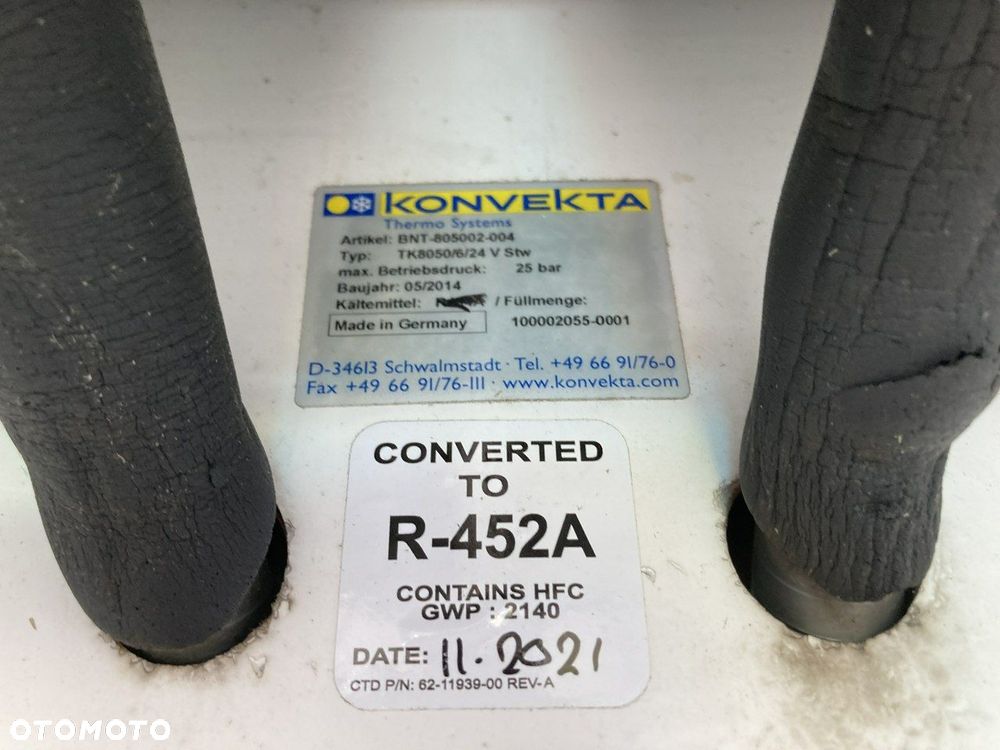 KONVEKTA
Thermo Systems
Artikel: BNT-805002-004
Typ: TK8050/6/24 V Stw
max. Betriebsdruck: 25 bar
Baujahr: 05/2014
Kältemittel: / Füllmenge:
Made in Germany 100002055-0001
D-34613 Schwalmstadt · Tel. +49 66 91/76-0
Fax +49 66 91/76-111 · www.konvekta.com
CONVERTED
TO
R-452A
CONTAINS HFC
GWP : 2140
DATE: 11.2021
CTD P/N: 62-11939-00 REV-A
OTOMOTO